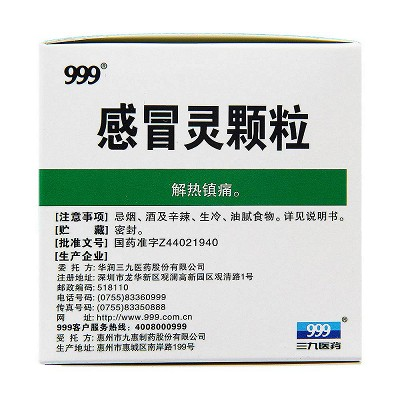 999®
感冒灵颗粒
解热镇痛。
[注意事项] 忌烟、酒及辛辣、生冷、油腻食物。详见说明书。
[贮 藏] 密封。
[批准文号] 国药准字Z44021940
[生产企业]
委 托 方：华润三九医药股份有限公司
注册地址：深圳市龙华新区观澜高新园区观清路1号
邮政编码：518110
电话号码：(0755)83360999
传真号码：(0755)83350888
网 址：http://www.999.com.cn
999客户服务热线：4008000999
受 托 方：惠州市九惠制药股份有限公司
生产地址：惠州市惠城区南岸路199号
999®
三九医药